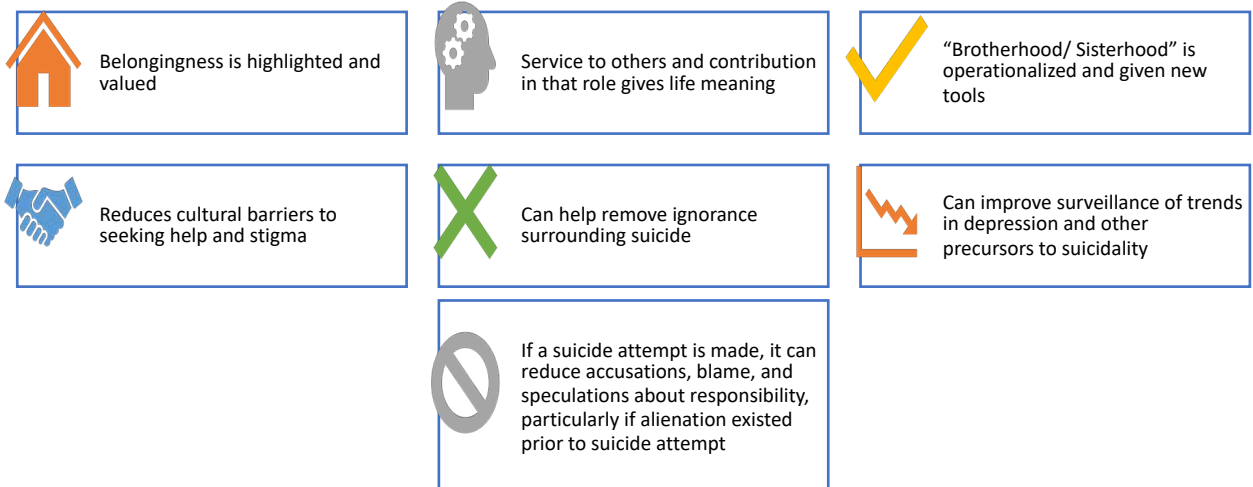 Belongingness is highlighted and
valued
Service to others and contribution
in that role gives life meaning
“Brotherhood/ Sisterhood” is
operationalized and given new
tools
Reduces cultural barriers to
seeking help and stigma
Can help remove ignorance
surrounding suicide
Can improve surveillance of trends
in depression and other
precursors to suicidality
If a suicide attempt is made, it can
reduce accusations, blame, and
speculations about responsibility,
particularly if alienation existed
prior to suicide attempt